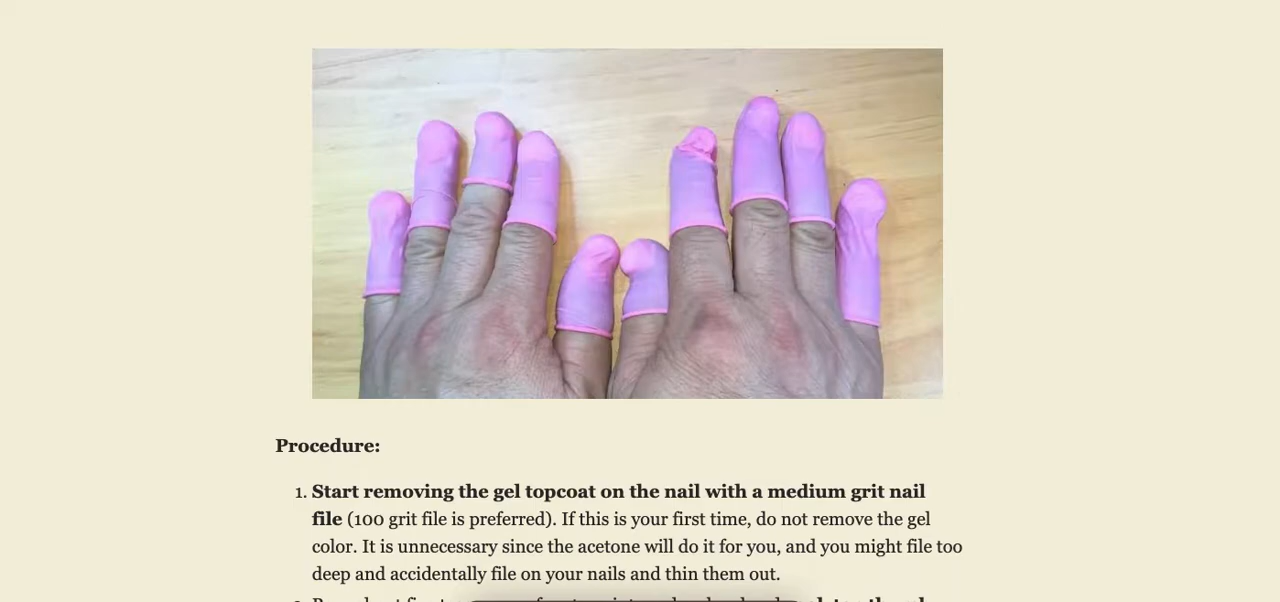 Procedure:
1. Start removing the gel topcoat on the nail with a medium grit nail
file (100 grit file is preferred). If this is your first time, do not remove the gel
color. It is unnecessary since the acetone will do it for you, and you might file too
deep and accidentally file on your nails and thin them out.